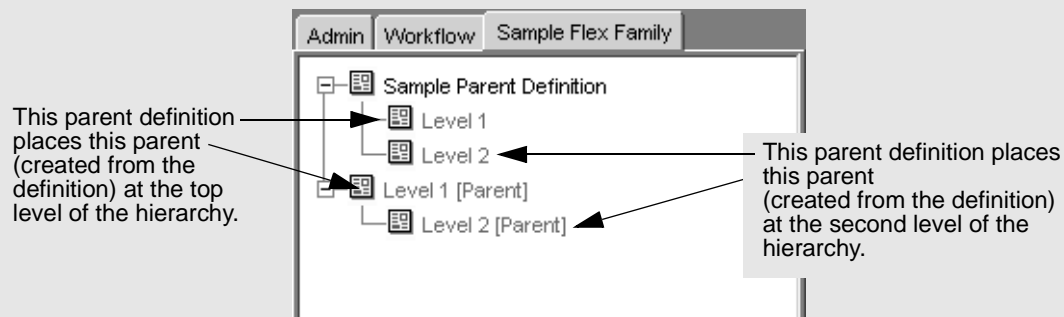 Admin Workflow Sample Flex Family
Sample Parent Definition
Level 1
Level 2
Level 1 [Parent]
Level 2 [Parent]
This parent definition
places this parent
(created from the
definition) at the top
level of the hierarchy.
This parent definition places
this parent
(created from the definition)
at the second level of the
hierarchy.